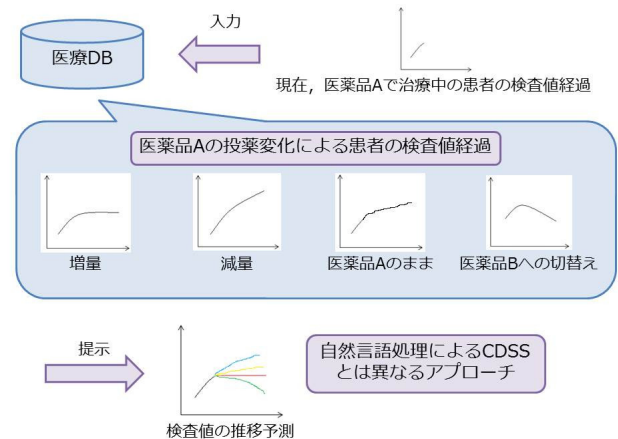 入力
医療DB
現在，医薬品Aで治療中の患者の検査値経過
医薬品Aの投薬変化による患者の検査値経過
増量
減量
医薬品Aのまま
医薬品Bへの切替え
提示
自然言語処理によるCDSS
とは異なるアプローチ
検査値の推移予測